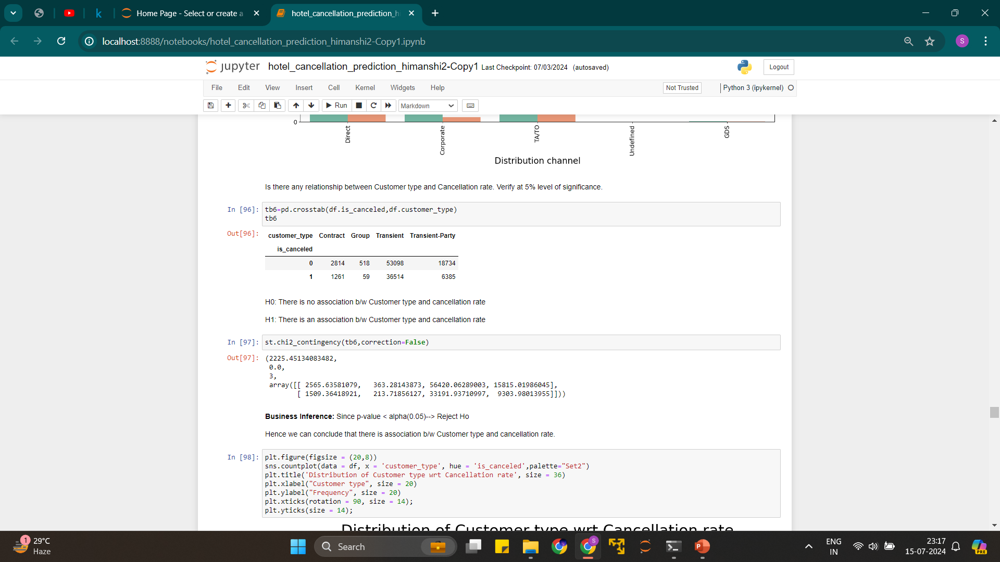 Home Page - Select or create a
hotel_cancellation_prediction_h
localhost:8888/notebooks/hotel_cancellation_prediction_himanshi2-Copy1.ipynb
S
jupyter hotel_cancellation_prediction_himanshi2-Copy1 Last Checkpoint: 07/03/2024 (autosaved)
Logout
File Edit View Insert Cell Kernel Widgets Help
Not Trusted
Python 3 (ipykernel)
Run
Markdown
0
Direct Corporate TA/TO Undefined GDS
Distribution channel
Is there any relationship between Customer type and Cancellation rate. Verify at 5% level of significance.
In [96]: tb6=pd.crosstab(df.is_canceled,df.customer_type)
tb6
Out[96]: customer_type Contract Group Transient Transient-Party
is_canceled
0 2814 518 53098 18734
1 1261 59 36514 6385
H0: There is no association b/w Customer type and cancellation rate
H1: There is an association b/w Customer type and cancellation rate
In [97]: st.chi2_contingency(tb6,correction=False)
Out[97]: (2225.45134083482,
0.0,
3,
array([[ 2565.63581079, 363.28143873, 56420.06289003, 15815.01986045],
[ 1509.36418921, 213.71856127, 33191.93710997, 9303.98013955]]))
Business Inference: Since p-value < alpha(0.05)--> Reject Ho
Hence we can conclude that there is association b/w Customer type and cancellation rate.
In [98]: plt.figure(figsize = (20,8))
sns.countplot(data = df, x = 'customer_type', hue = 'is_canceled',palette="Set2")
plt.title('Distribution of Customer type wrt Cancellation rate', size = 36)
plt.xlabel("Customer type", size = 20)
plt.ylabel("Frequency", size = 20)
plt.xticks(rotation = 90, size = 14);
plt.yticks(size = 14);
Distribution of Customer type wrt Cancellation rate
1
29°C
Haze
Search
S
ENG
IN
23:17
15-07-2024
PRE